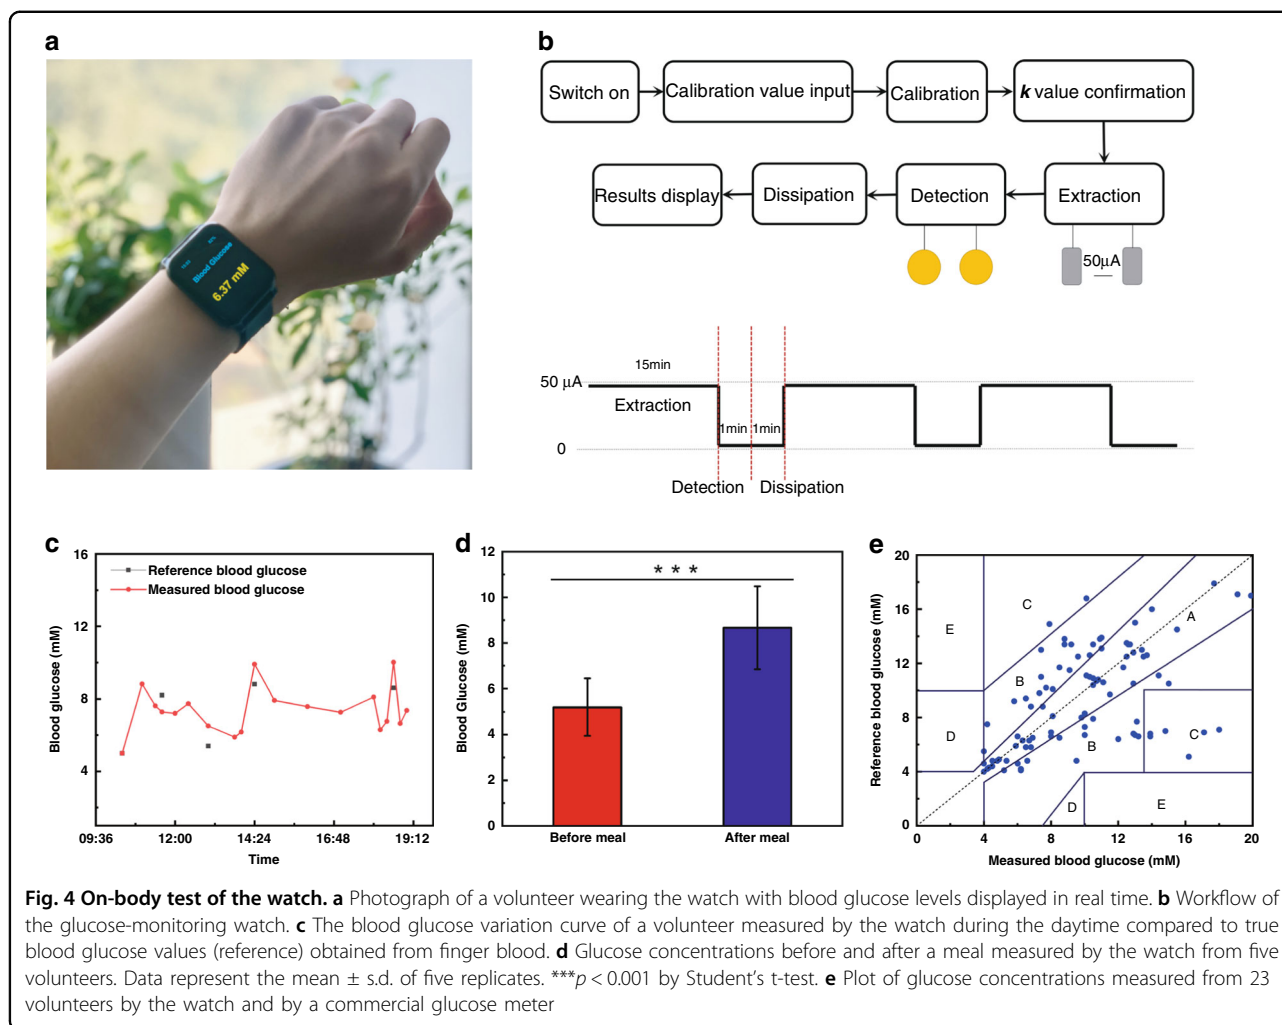 a
Blood Glucose
6.37 mM
b
Switch on
Calibration value input
Calibration
k value confirmation
Results display
Dissipation
Detection
Extraction
50μA
15min
50 μA
Extraction
1min
1min
0
Detection
Dissipation
c
16
12
8
4
Blood glucose (mM)
Reference blood glucose
Measured blood glucose
09:36
12:00
14:24
16:48
19:12
Time
d
12
10
8
6
4
2
0
Blood Glucose (mM)
* * *
Before meal
After meal
e
20
16
12
8
4
0
Reference blood glucose (mM)
E
C
A
B
D
B
C
D
E
0
4
8
12
16
20
Measured blood glucose (mM)
Fig. 4 On-body test of the watch. a Photograph of a volunteer wearing the watch with blood glucose levels displayed in real time. b Workflow of
the glucose-monitoring watch. c The blood glucose variation curve of a volunteer measured by the watch during the daytime compared to true
blood glucose values (reference) obtained from finger blood. d Glucose concentrations before and after a meal measured by the watch from five
volunteers. Data represent the mean ± s.d. of five replicates. ***p < 0.001 by Student's t-test. e Plot of glucose concentrations measured from 23
volunteers by the watch and by a commercial glucose meter